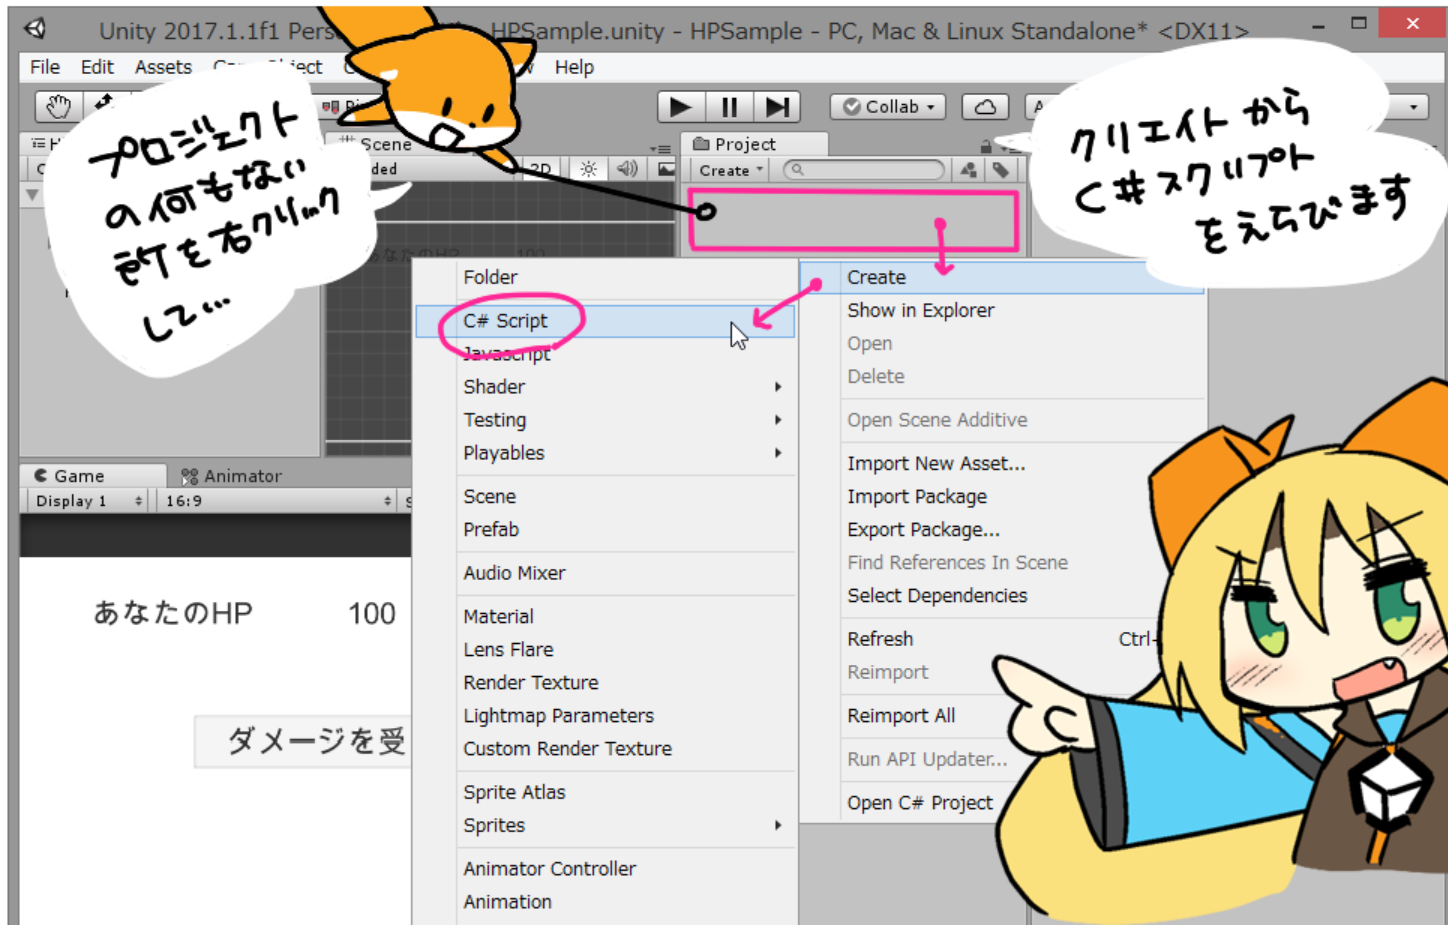 Unity 2017.1.1f1 Pers
HPSample.unity - HPSample - PC, Mac & Linux Standalone* <DX11>
File Edit Assets Help
Collab
プロジェクト
の何もない
所を右クリック
して…
クリエイトから
C#スクリプト
をえらびます
Scene
Project
2D
Create
あなたのHP 100
Folder
C# Script
Javascript
Shader
Testing
Playables
Scene
Prefab
Audio Mixer
Material
Lens Flare
Render Texture
Lightmap Parameters
Custom Render Texture
Sprite Atlas
Sprites
Animator Controller
Animation
Create
Show in Explorer
Open
Delete
Open Scene Additive
Import New Asset...
Import Package
Export Package...
Find References In Scene
Select Dependencies
Refresh Ctrl+
Reimport
Reimport All
Run API Updater...
Open C# Project
Game
Animator
Display 1
16:9
あなたのHP 100
ダメージを受